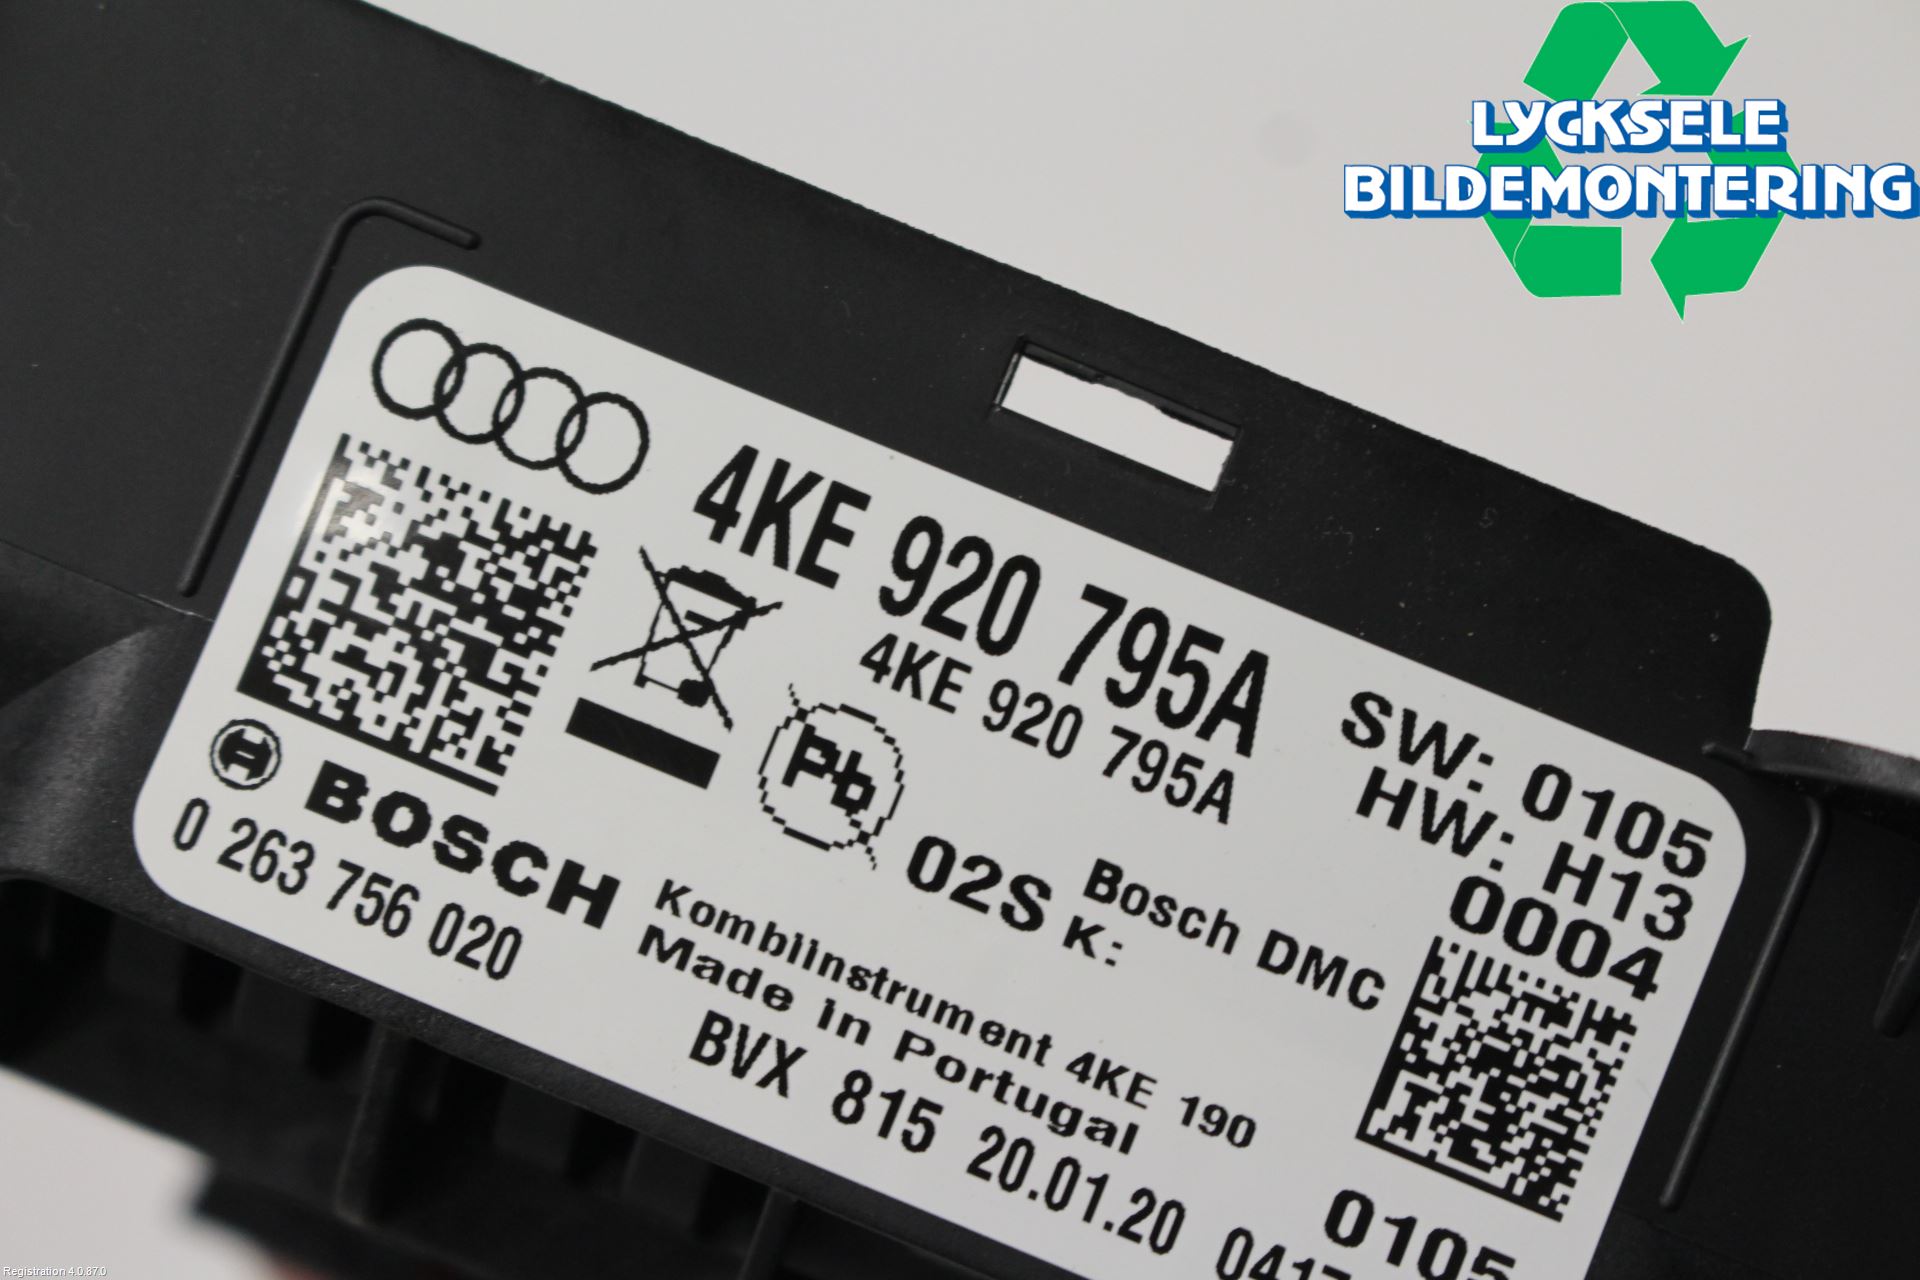 LYCKSELE
BILDEMONTERING
4KE 920 795A
4KE 920 795A
SW: 0105
HW: H13
0004
Pb
02S
Bosch DMC
K:
BOSCH
0 263 756 020
Kombiinstrument 4KE 190
Made in Portugal
BVX 815 20.01.20 0417
0105
Registration 4.0.87.0